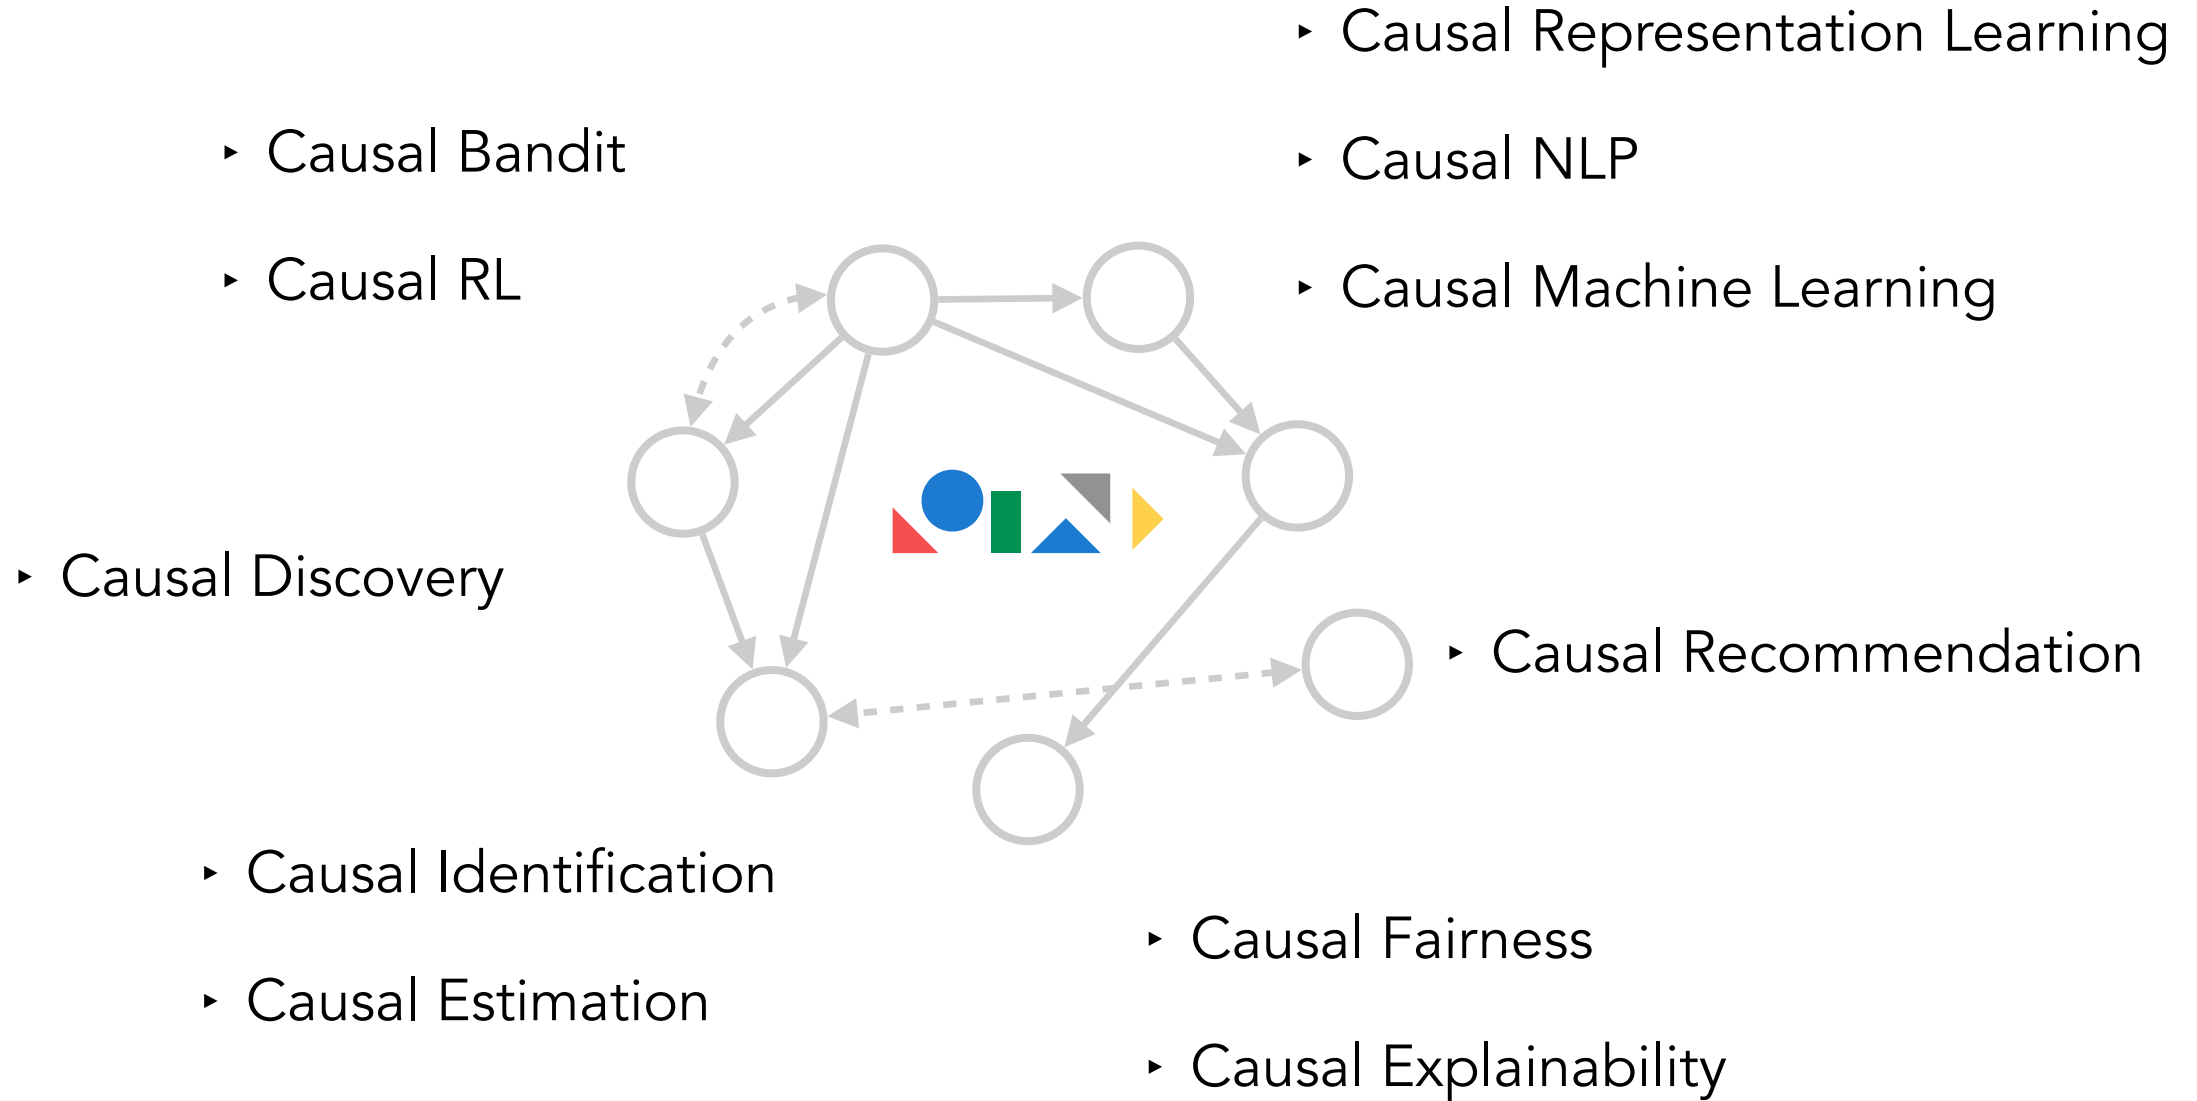 ‣ Causal Representation Learning
‣ Causal NLP
‣ Causal Machine Learning
‣ Causal Bandit
‣ Causal RL
‣ Causal Discovery
‣ Causal Recommendation
‣ Causal Identification
‣ Causal Estimation
‣ Causal Fairness
‣ Causal Explainability